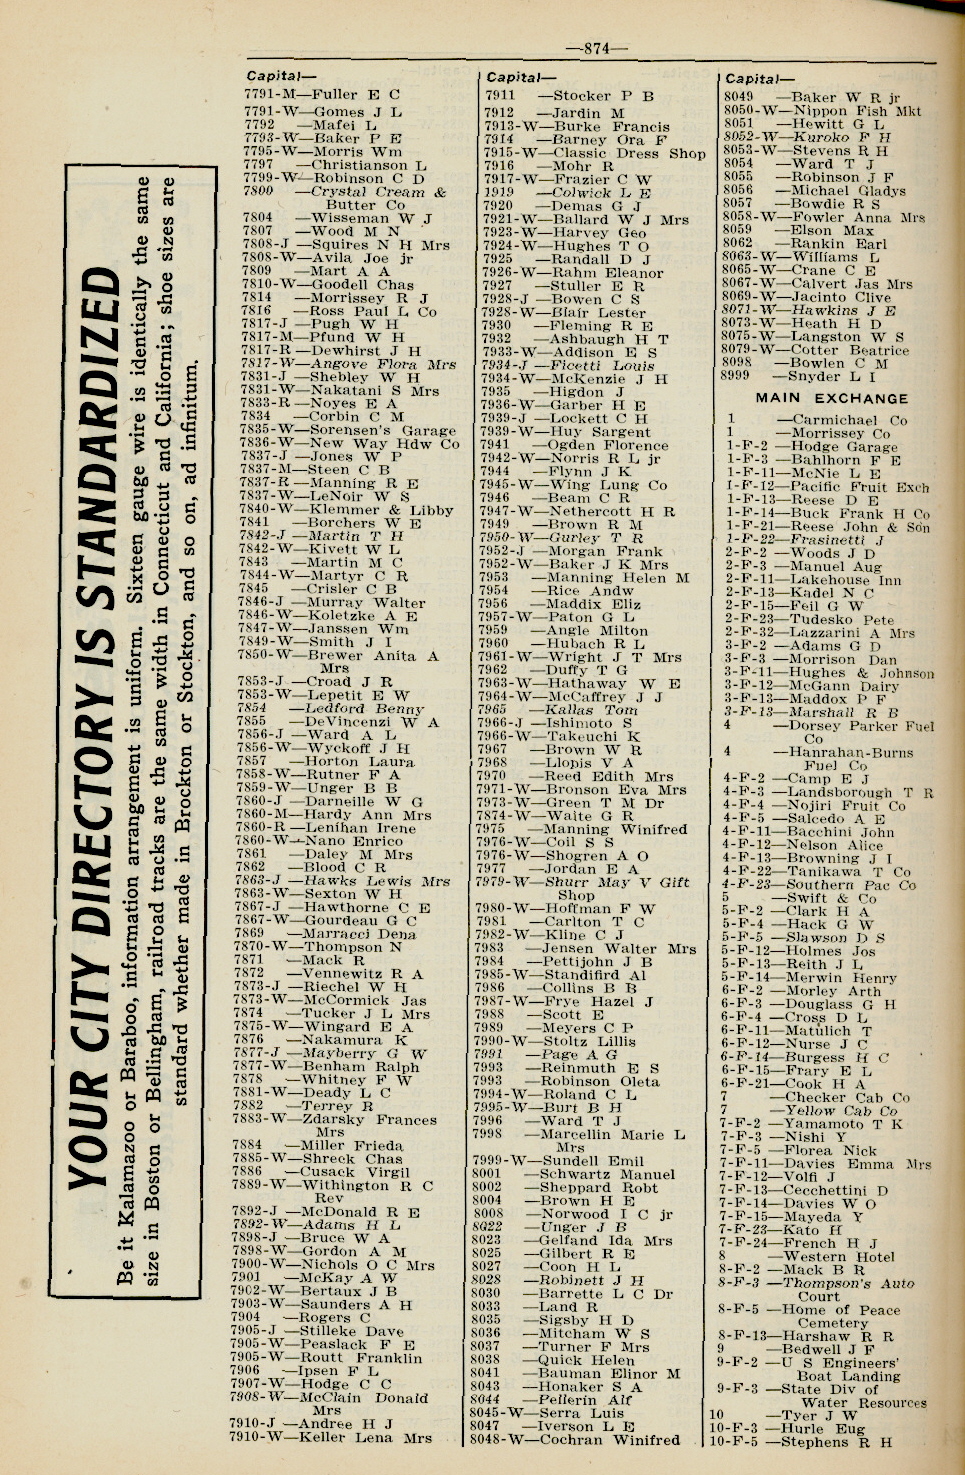 —874—
YOUR CITY DIRECTORY IS STANDARDIZED
Be it Kalamazoo or Baraboo, information arrangement is uniform. Sixteen gauge wire is identically the same
size in Boston or Bellingham, railroad tracks are the same width in Connecticut and California; shoe sizes are
standard whether made in Brockton or Stockton, and so on, ad infinitum.
Capital—
7791-M—Fuller E C
7791-W—Gomes J L
7792 —Mafei L
7793-W—Baker P E
7795-W—Morris Wm
7797 —Christianson L
7799-W—Robinson C D
7800 —Crystal Cream &
Butter Co
7804 —Wisseman W J
7807 —Wood M N
7808-J —Squires N H Mrs
7808-W—Avila Joe jr
7809 —Mart A A
7810-W—Goodell Chas
7814 —Morrissey R J
7816 —Ross Paul L Co
7817-J —Pugh W H
7817-M—Pfund W H
7817-R—Dewhirst J H
7817-W—Angove Flora Mrs
7831-J —Shebley W H
7831-W—Nakatani S Mrs
7833-R—Noyes E A
7834 —Corbin C M
7835-W—Sorensen's Garage
7836-W—New Way Hdw Co
7837-J —Jones W P
7837-M—Steen C B
7837-R—Manning R E
7837-W—LeNoir W S
7840-W—Klemmer & Libby
7841 —Borchers W E
7842-J —Martin T H
7842-W—Kivett W L
7843 —Martin M C
7844-W—Martyr C R
7845 —Crisler C B
7846-J —Murray Walter
7846-W—Koletzke A E
7847-W—Janssen Wm
7849-W—Smith J I
7850-W—Brewer Anita A
Mrs
7853-J —Croad J R
7853-W—Lepetit E W
7854 —Ledford Benny
7855 —DeVincenzi W A
7856-J —Ward A L
7856-W—Wyckoff J H
7857 —Horton Laura
7858-W—Rutner F A
7859-W—Unger B B
7860-J —Darneille W G
7860-M—Hardy Ann Mrs
7860-R—Lenihan Irene
7860-W—Nano Enrico
7861 —Daley M Mrs
7862 —Blood C R
7863-J —Hawks Lewis Mrs
7863-W—Sexton W H
7867-J —Hawthorne C E
7867-W—Gourdeau G C
7869 —Marracci Dena
7870-W—Thompson N
7871 —Mack R
7872 —Vennewitz R A
7873-J —Riechel W H
7873-W—McCormick Jas
7874 —Tucker J L Mrs
7875-W—Wingard E A
7876 —Nakamura K
7877-J —Mayberry G W
7877-W—Benham Ralph
7878 —Whitney F W
7881-W—Deady L C
7882 —Terrey R
7883-W—Zdarsky Frances
Mrs
7884 —Miller Frieda
7885-W—Shreck Chas
7886 —Cusack Virgil
7889-W—Withington R C
Rev
7892-J —McDonald R E
7892-W—Adams H L
7898-J —Bruce W A
7898-W—Gordon A M
7900-W—Nichols O C Mrs
7901 —McKay A W
7902-W—Bertaux J B
7903-W—Saunders A H
7904 —Rogers C
7905-J —Stilleke Dave
7905-W—Peaslack F E
7905-W—Routt Franklin
7906 —Ipsen F L
7907-W—Hodge C C
7908-W—McClain Donald
Mrs
7910-J —Andree H J
7910-W—Keller Lena Mrs
Capital—
7911 —Stocker P B
7912 —Jardin M
7913-W—Burke Francis
7914 —Barney Ora F
7915-W—Classic Dress Shop
7916 —Mohr R
7917-W—Frazier C W
1919 —Colwick L E
7920 —Demas G J
7921-W—Ballard W J Mrs
7923-W—Harvey Geo
7924-W—Hughes T O
7925 —Randall D J
7926-W—Rahm Eleanor
7927 —Stuller E R
7928-J —Bowen C S
7928-W—Blair Lester
7930 —Fleming R E
7932 —Ashbaugh H T
7933-W—Addison E S
7934-J —Ficetti Louis
7934-W—McKenzie J H
7935 —Higdon J
7936-W—Garber H E
7939-J —Lockett C H
7939-W—Huy Sargent
7941 —Ogden Florence
7942-W—Norris R L jr
7944 —Flynn J K
7945-W—Wing Lung Co
7946 —Beam C R
7947-W—Nethercott H R
7949 —Brown R M
7950-W—Gurley T R
7952-J —Morgan Frank
7952-W—Baker J K Mrs
7953 —Manning Helen M
7954 —Rice Andw
7956 —Maddix Eliz
7957-W—Paton G L
7959 —Angle Milton
7960 —Hubach R L
7961-W—Wright J T Mrs
7962 —Duffy T G
7963-W—Hathaway W E
7964-W—McCaffrey J J
7965 —Kallas Tom
7966-J —Ishimoto S
7966-W—Takeuchi K
7967 —Brown W R
7968 —Llopis V A
7970 —Reed Edith Mrs
7971-W—Bronson Eva Mrs
7973-W—Green T M Dr
7874-W—Waite G R
7975 —Manning Winifred
7976-W—Coil S S
7976-W—Shogren A O
7977 —Jordan E A
7979-W—Shurr May V Gift
Shop
7980-W—Hoffman F W
7981 —Carlton T C
7982-W—Kline C J
7983 —Jensen Walter Mrs
7984 —Pettijohn J B
7985-W—Standifird Al
7986 —Collins B B
7987-W—Frye Hazel J
7988 —Scott E
7989 —Meyers C P
7990-W—Stoltz Lillis
7991 —Page A G
7993 —Reinmuth E S
7993 —Robinson Oleta
7994-W—Roland C L
7995-W—Burt B H
7996 —Ward T J
7998 —Marcellin Marie L
Mrs
7999-W—Sundell Emil
8001 —Schwartz Manuel
8002 —Sheppard Robt
8004 —Brown H E
8008 —Norwood I C jr
8022 —Unger J B
8023 —Gelfand Ida Mrs
8025 —Gilbert R E
8027 —Coon H L
8028 —Robinett J H
8030 —Barrette L C Dr
8033 —Land R
8035 —Sigsby H D
8036 —Mitcham W S
8037 —Turner F Mrs
8038 —Quick Helen
8041 —Bauman Elinor M
8043 —Honaker S A
8044 —Pellerin Alf
8045-W—Serra Luis
8047 —Iverson L E
8048-W—Cochran Winifred
Capital—
8049 —Baker W R jr
8050-W—Nippon Fish Mkt
8051 —Hewitt G L
8052-W—Kuroko F H
8053-W—Stevens R H
8054 —Ward T J
8055 —Robinson J F
8056 —Michael Gladys
8057 —Bowdie R S
8058-W—Fowler Anna Mrs
8059 —Elson Max
8062 —Rankin Earl
8063-W—Williams L
8065-W—Crane C E
8067-W—Calvert Jas Mrs
8069-W—Jacinto Clive
8071-W—Hawkins J E
8073-W—Heath H D
8075-W—Langston W S
8079-W—Cotter Beatrice
8098 —Bowlen C M
8999 —Snyder L I
MAIN EXCHANGE
1 —Carmichael Co
1 —Morrissey Co
1-F-2 —Hodge Garage
1-F-3 —Bahlhorn F E
1-F-11—McNie L E
1-F-12—Pacific Fruit Exch
1-F-13—Reese D E
1-F-14—Buck Frank H Co
1-F-21—Reese John & Son
1-F-22—Frasinetti J
2-F-2 —Woods J D
2-F-3 —Manuel Aug
2-F-11—Lakehouse Inn
2-F-13—Kadel N C
2-F-15—Feil G W
2-F-23—Tudesko Pete
2-F-32—Lazzarini A Mrs
3-F-2 —Adams G D
3-F-3 —Morrison Dan
3-F-11—Hughes & Johnson
3-F-12—McGann Dairy
3-F-13—Maddox P F
3-F-13—Marshall R B
4 —Dorsey Parker Fuel
Co
4 —Hanrahan-Burns
Fuel Co
4-F-2 —Camp E J
4-F-3 —Landsborough T R
4-F-4 —Nojiri Fruit Co
4-F-5 —Salcedo A E
4-F-11—Bacchini John
4-F-12—Nelson Alice
4-F-13—Browning J I
4-F-22—Tanikawa T Co
4-F-23—Southern Pac Co
5 —Swift & Co
5-F-2 —Clark H A
5-F-4 —Hack G W
5-F-5 —Slawson D S
5-F-12—Holmes Jos
5-F-13—Reith J L
5-F-14—Merwin Henry
6-F-2 —Morley Arth
6-F-3 —Douglass G H
6-F-4 —Cross D L
6-F-11—Matulich T
6-F-12—Nurse J C
6-F-14—Burgess H C
6-F-15—Frary E L
6-F-21—Cook H A
7 —Checker Cab Co
7 —Yellow Cab Co
7-F-2 —Yamamoto T K
7-F-3 —Nishi Y
7-F-5 —Florea Nick
7-F-11—Davies Emma Mrs
7-F-12—Volfi J
7-F-13—Cecchettini D
7-F-14—Davies W O
7-F-15—Mayeda Y
7-F-23—Kato H
7-F-24—French H J
8 —Western Hotel
8-F-2 —Mack B R
8-F-3 —Thompson's Auto
Court
8-F-5 —Home of Peace
Cemetery
8-F-13—Harshaw R R
9 —Bedwell J F
9-F-2 —U S Engineers'
Boat Landing
9-F-3 —State Div of
Water Resources
10 —Tyer J W
10-F-3 —Hurle Eug
10-F-5 —Stephens R H